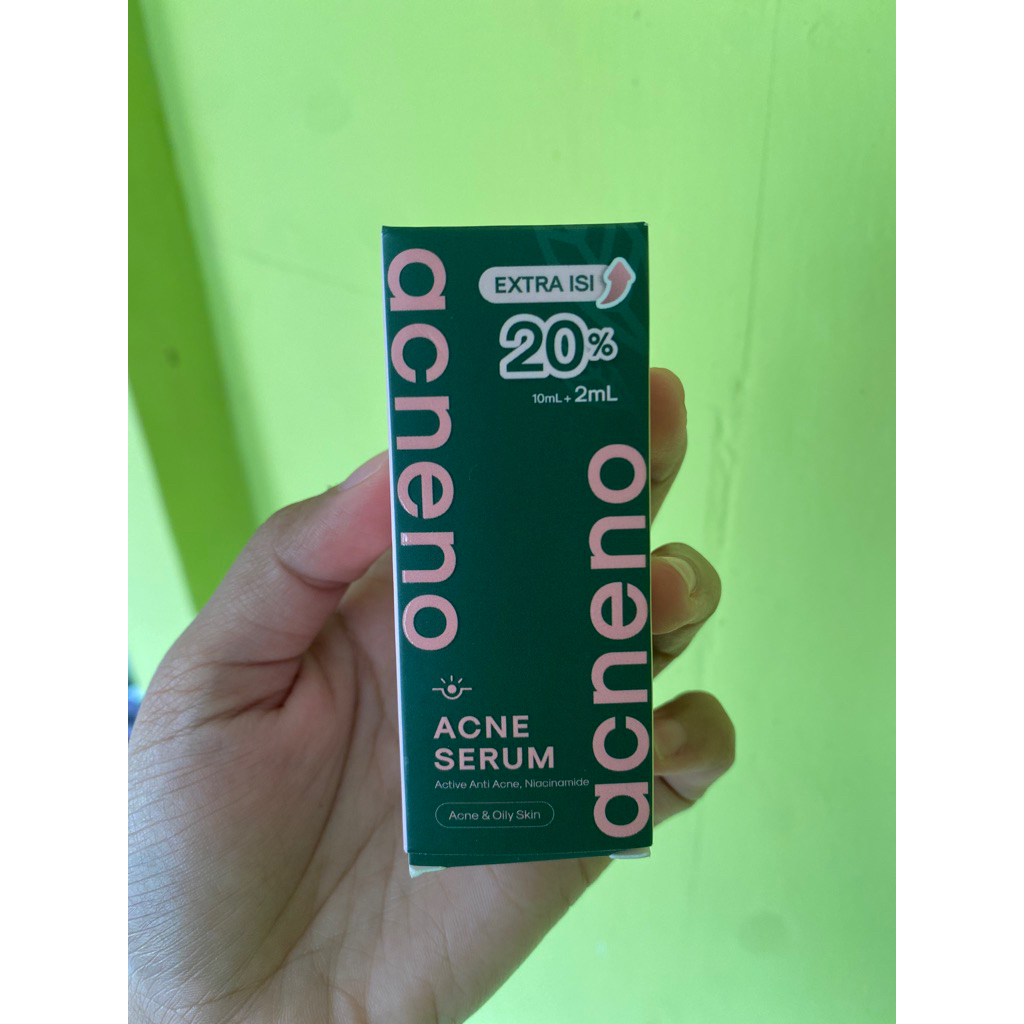 acneno
EXTRA ISI
20%
10mL + 2mL
acneno
ACNE
SERUM
Active Anti Acne, Niacinamide
Acne & Oily Skin